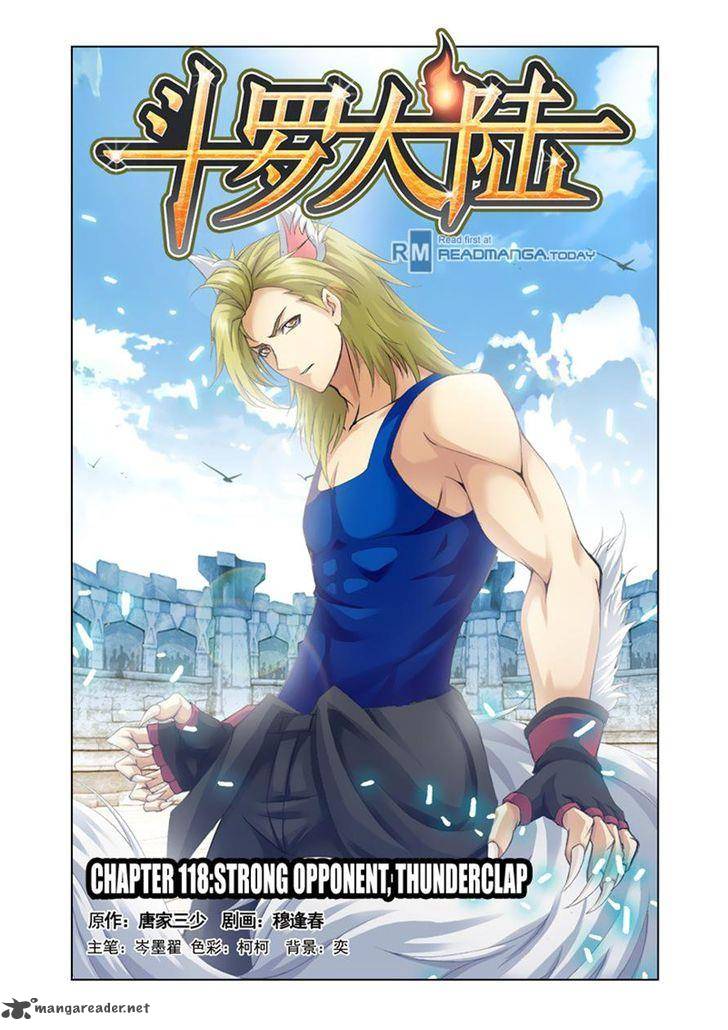 斗罗大陆
RM
Read first at
READMANGA.TODAY
CHAPTER 118:STRONG OPPONENT, THUNDERCLAP
原作：唐家三少 剧画：穆逢春
主笔：岑墨翟 色彩：柯柯 背景：奕
mangareader.net